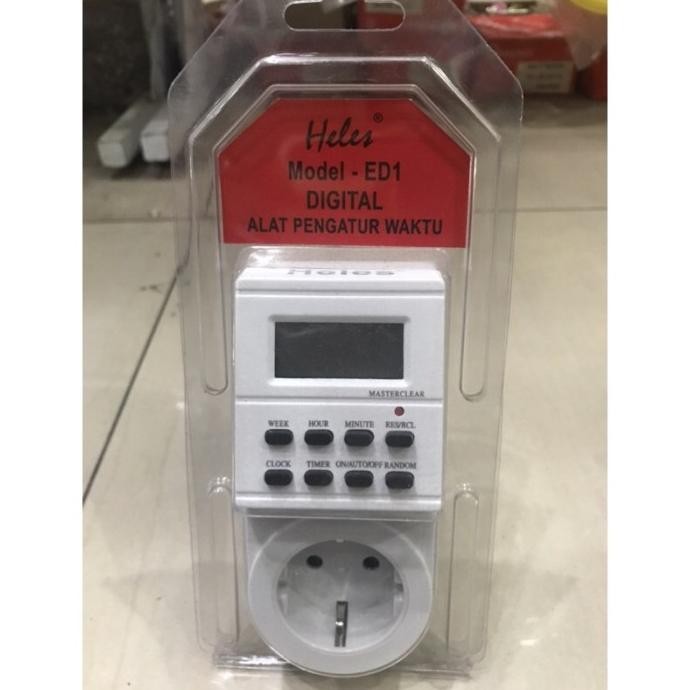 Heles®
Model - ED1
DIGITAL
ALAT PENGATUR WAKTU
Heles
MASTERCLEAR
WEEK HOUR MINUTE RES/RCL
CLOCK TIMER ON/AUTO/OFF RANDOM